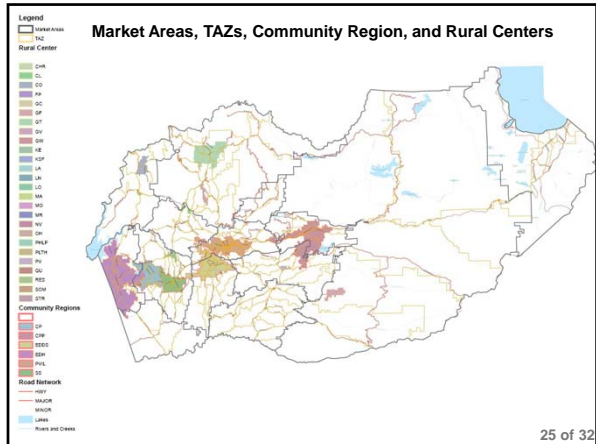 Legend
Market Areas
TAZ
Rural Center
Market Areas, TAZs, Community Region, and Rural Centers
CHR
CL
CO
FP
GC
GF
GT
GV
GW
KE
KSP
LA
LN
LO
MA
MO
MR
NV
OH
PHLIP
PLTH
PV
QU
RES
SOM
STR
Community Regions
CP
CPR
EDDS
EDH
PVIL
SS
Road Network
HWY
MAJOR
MINOR
Lakes
Rivers and Creeks
25 of 32